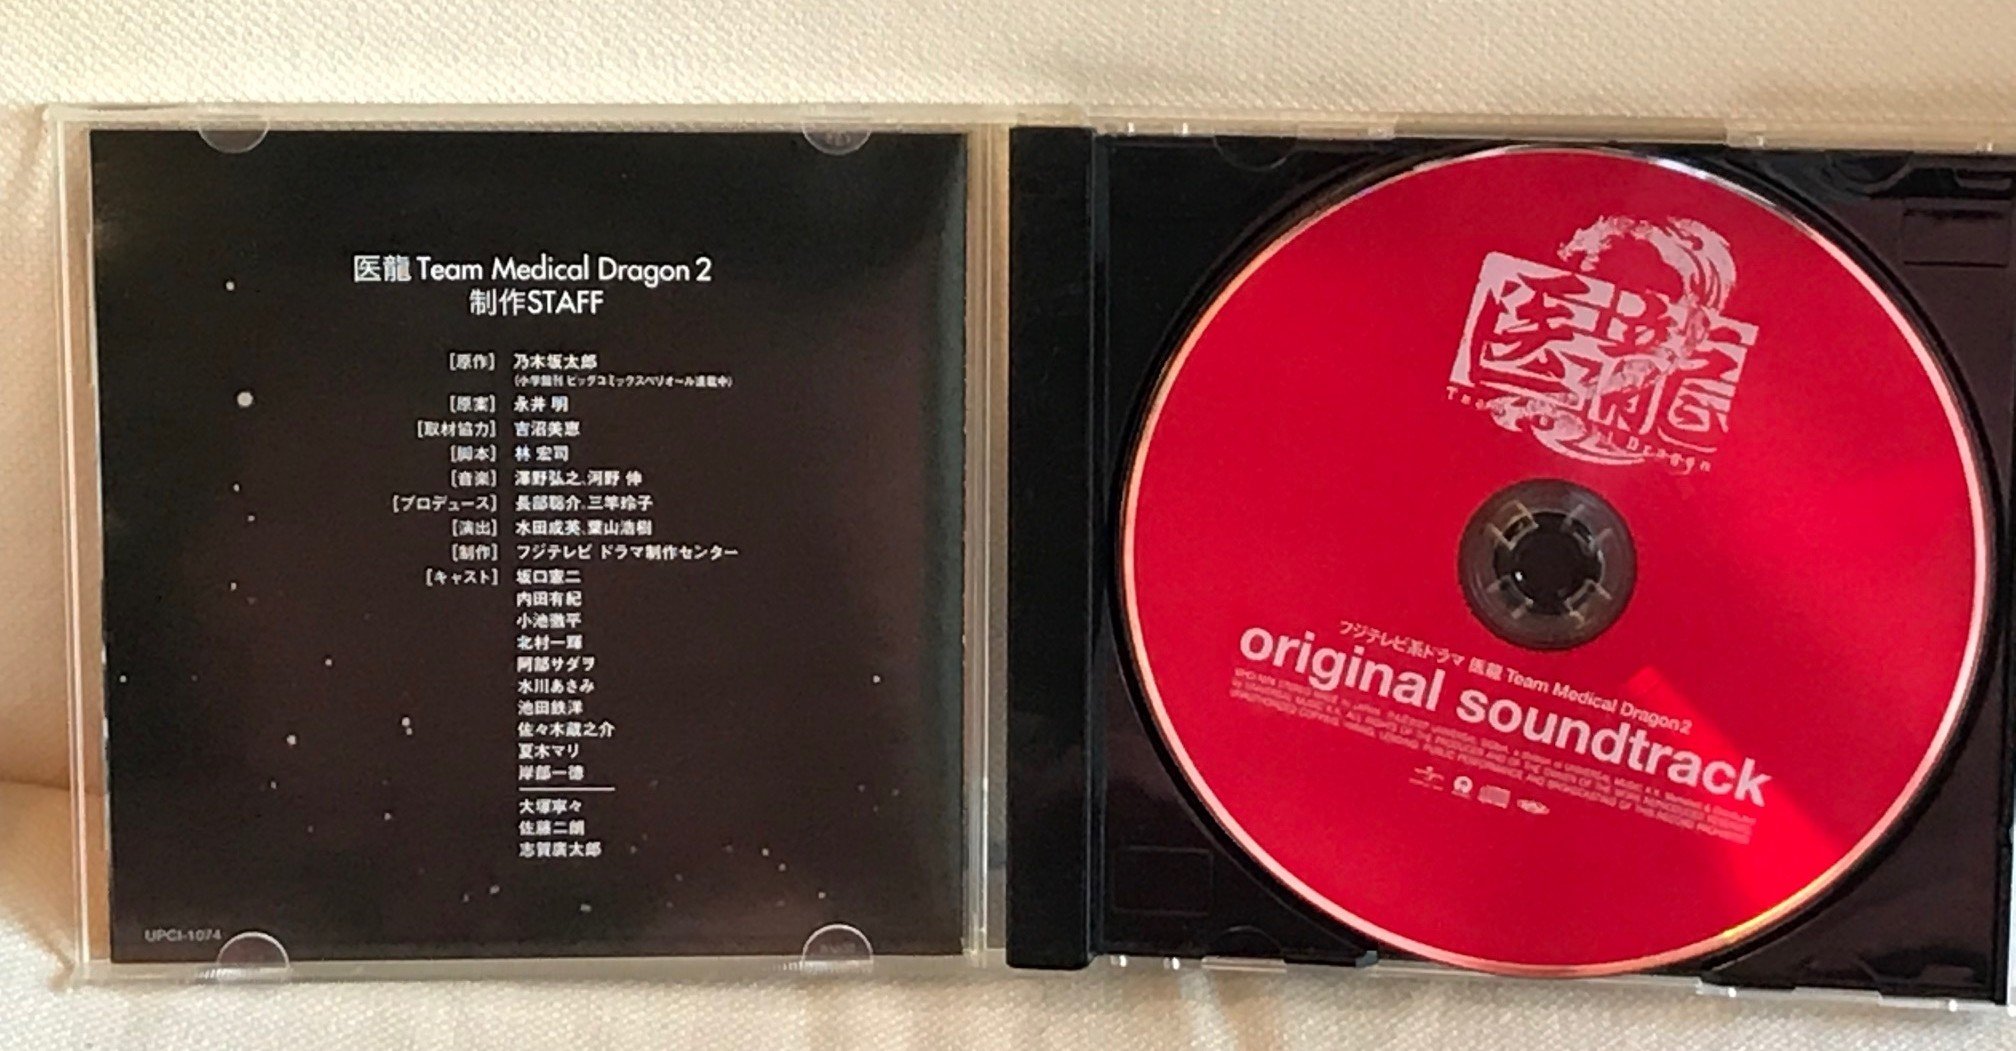 医龍 Team Medical Dragon 2
制作STAFF
[原作] 乃木坂太郎
(小学館刊 ビッグコミックスペリオール連載中)
[原案] 永井 明
[取材協力] 吉沼美恵
[脚本] 林 宏司
[音楽] 澤野弘之、河野 伸
[プロデュース] 長部聡介、三竿玲子
[演出] 水田成英、葉山浩樹
[制作] フジテレビ ドラマ制作センター
[キャスト] 坂口憲二
内田有紀
小池徹平
北村一輝
阿部サダヲ
水川あさみ
池田鉄洋
佐々木蔵之介
夏木マリ
岸部一徳
大塚寧々
佐藤二朗
志賀廣太郎
UPCI-1074
医龍
Team Medical Dragon
フジテレビ系ドラマ 医龍 Team Medical Dragon2
original soundtrack